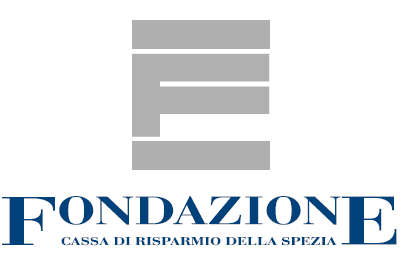 FONDAZIONE
CASSA DI RISPARMIO DELLA SPEZIA